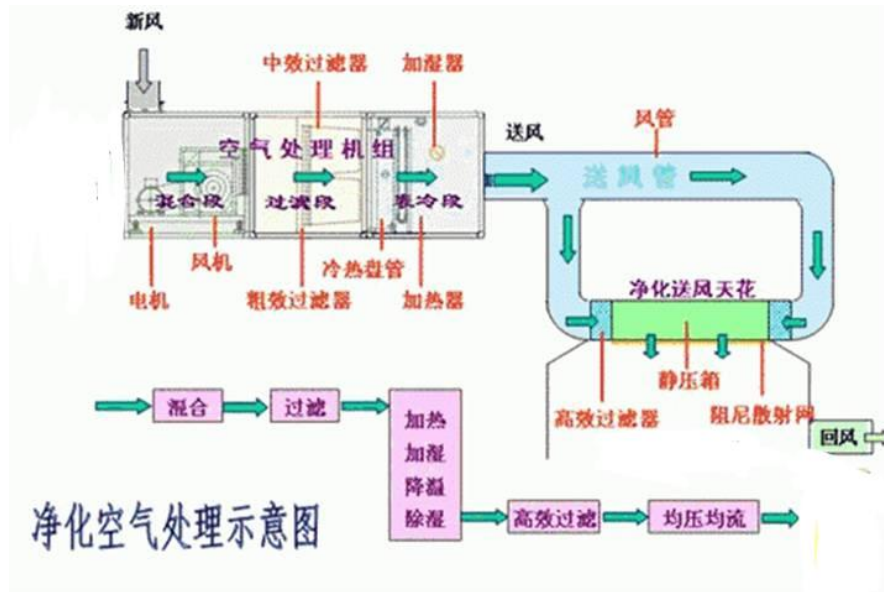 新风
中效过滤器
加湿器
空气处理机组
送风
风管
送风管
混合段
过滤段
表冷段
电机
风机
粗效过滤器
冷热盘管
加热器
净化送风天花
静压箱
高效过滤器
阻尼散射网
回风
混合
过滤
加热
加湿
降温
除湿
高效过滤
均压均流
净化空气处理示意图